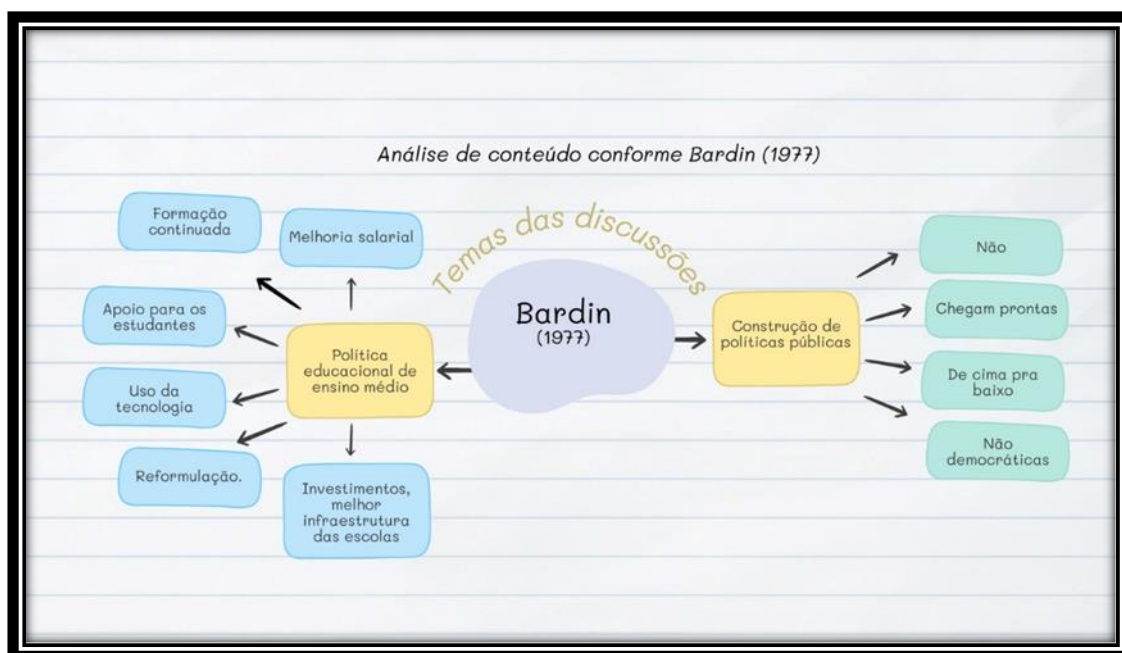 Análise de conteúdo conforme Bardin (1977)
Temas das discussões
Bardin
(1977)
Formação
continuada
Melhoria salarial
Apoio para os
estudantes
Política
educacional de
ensino médio
Uso da
tecnologia
Reformulação.
Investimentos,
melhor
infraestrutura
das escolas
Construção de
políticas públicas
Não
Chegam prontas
De cima pra
baixo
Não
democráticas